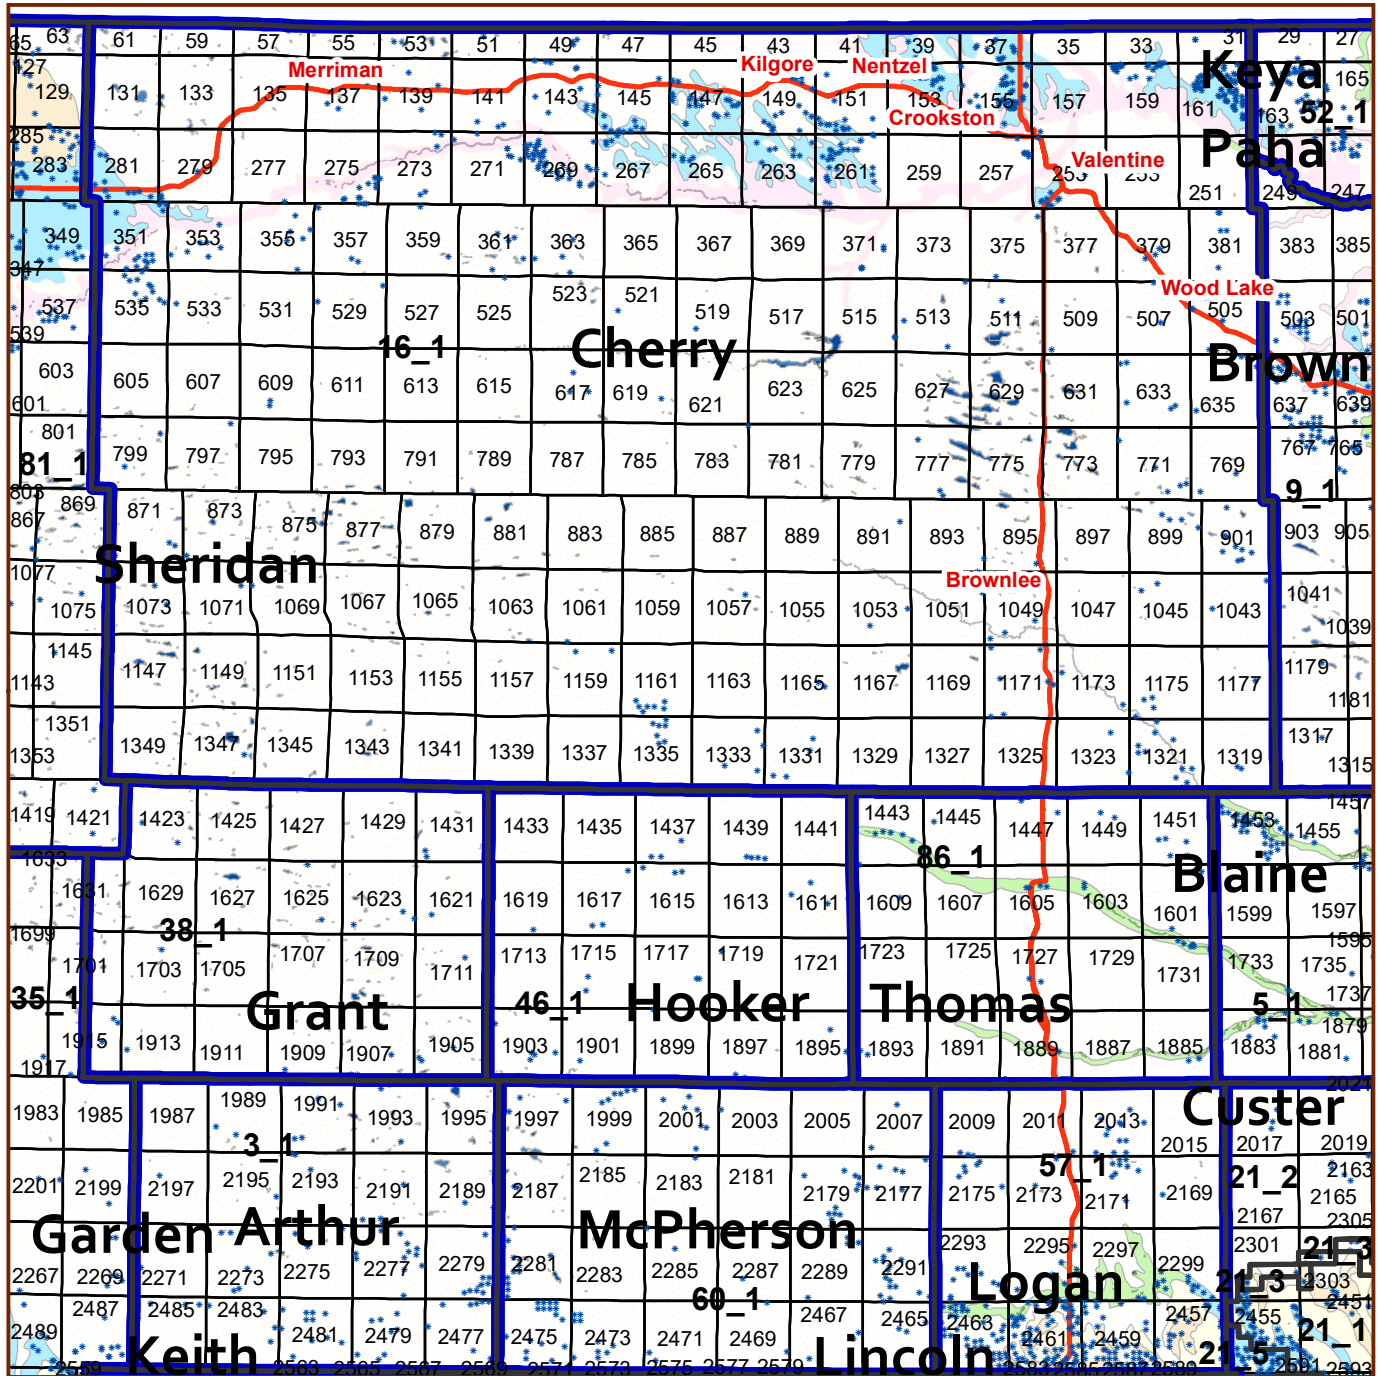 65 63 61 59 57 55 53 51 49 47 45 43 41 39 37 35 33 31 29 27
Merriman Kilgore Nentzel Keya
127 129 131 133 135 137 139 141 143 145 147 149 151 153 155 157 159 161 163 165
52_1
Crookston
285 Paha
Valentine
283 281 279 277 275 273 271 269 267 265 263 261 259 257 255 253 251 249 247
349 351 353 355 357 359 361 363 365 367 369 371 373 375 377 379 381 383 385
347
Wood Lake
537 535 533 531 529 527 525 523 521 519 517 515 513 511 509 507 505 503 501
539
16_1 Cherry Brown
603 605 607 609 611 613 615 617 619 621 623 625 627 629 631 633 635 637 639
601
801 799 797 795 793 791 789 787 785 783 781 779 777 775 773 771 769 767 765
81_1
803 9_1
867 869 871 873 875 877 879 881 883 885 887 889 891 893 895 897 899 901 903 905
Sheridan Brownlee
1077
1075 1073 1071 1069 1067 1065 1063 1061 1059 1057 1055 1053 1051 1049 1047 1045 1043 1041
1039
1145 1147 1149 1151 1153 1155 1157 1159 1161 1163 1165 1167 1169 1171 1173 1175 1177 1179
1143 1181
1351 1349 1347 1345 1343 1341 1339 1337 1335 1333 1331 1329 1327 1325 1323 1321 1319 1317
1353 1315
1457
1419 1421 1423 1425 1427 1429 1431 1433 1435 1437 1439 1441 1443 1445 1447 1449 1451 1453 1455
1633 86_1 Blaine
1631 1629 1627 1625 1623 1621 1619 1617 1615 1613 1611 1609 1607 1605 1603 1601 1599 1597
1699 38_1 1595
1701 1703 1705 1707 1709 1711 1713 1715 1717 1719 1721 1723 1725 1727 1729 1731 1733 1735
1737
35_1 Grant 46_1 Hooker Thomas 5_1
1879
1915 1913 1911 1909 1907 1905 1903 1901 1899 1897 1895 1893 1891 1889 1887 1885 1883 1881
1917
2021
Custer
1983 1985 1987 1989 1991 1993 1995 1997 1999 2001 2003 2005 2007 2009 2011 2013 2015 2017 2019
3_1 57_1 21_2
2163
2201 2199 2197 2195 2193 2191 2189 2187 2185 2183 2181 2179 2177 2175 2173 2171 2169 2167 2165
2305
Garden Arthur McPherson
21_3
2267 2269 2271 2273 2275 2277 2279 2281 2283 2285 2287 2289 2291 2293 2295 2297 2299 2301 2303
60_1 Logan 21_3
2451
2489 2487 2485 2483 2481 2479 2477 2475 2473 2471 2469 2467 2465 2463 2461 2459 2457 2455
21_1
Keith Lincoln 21_5
2559 2563 2565 2567 2569 2571 2573 2575 2577 2579 2583 2585 2587 2589 2591 2593